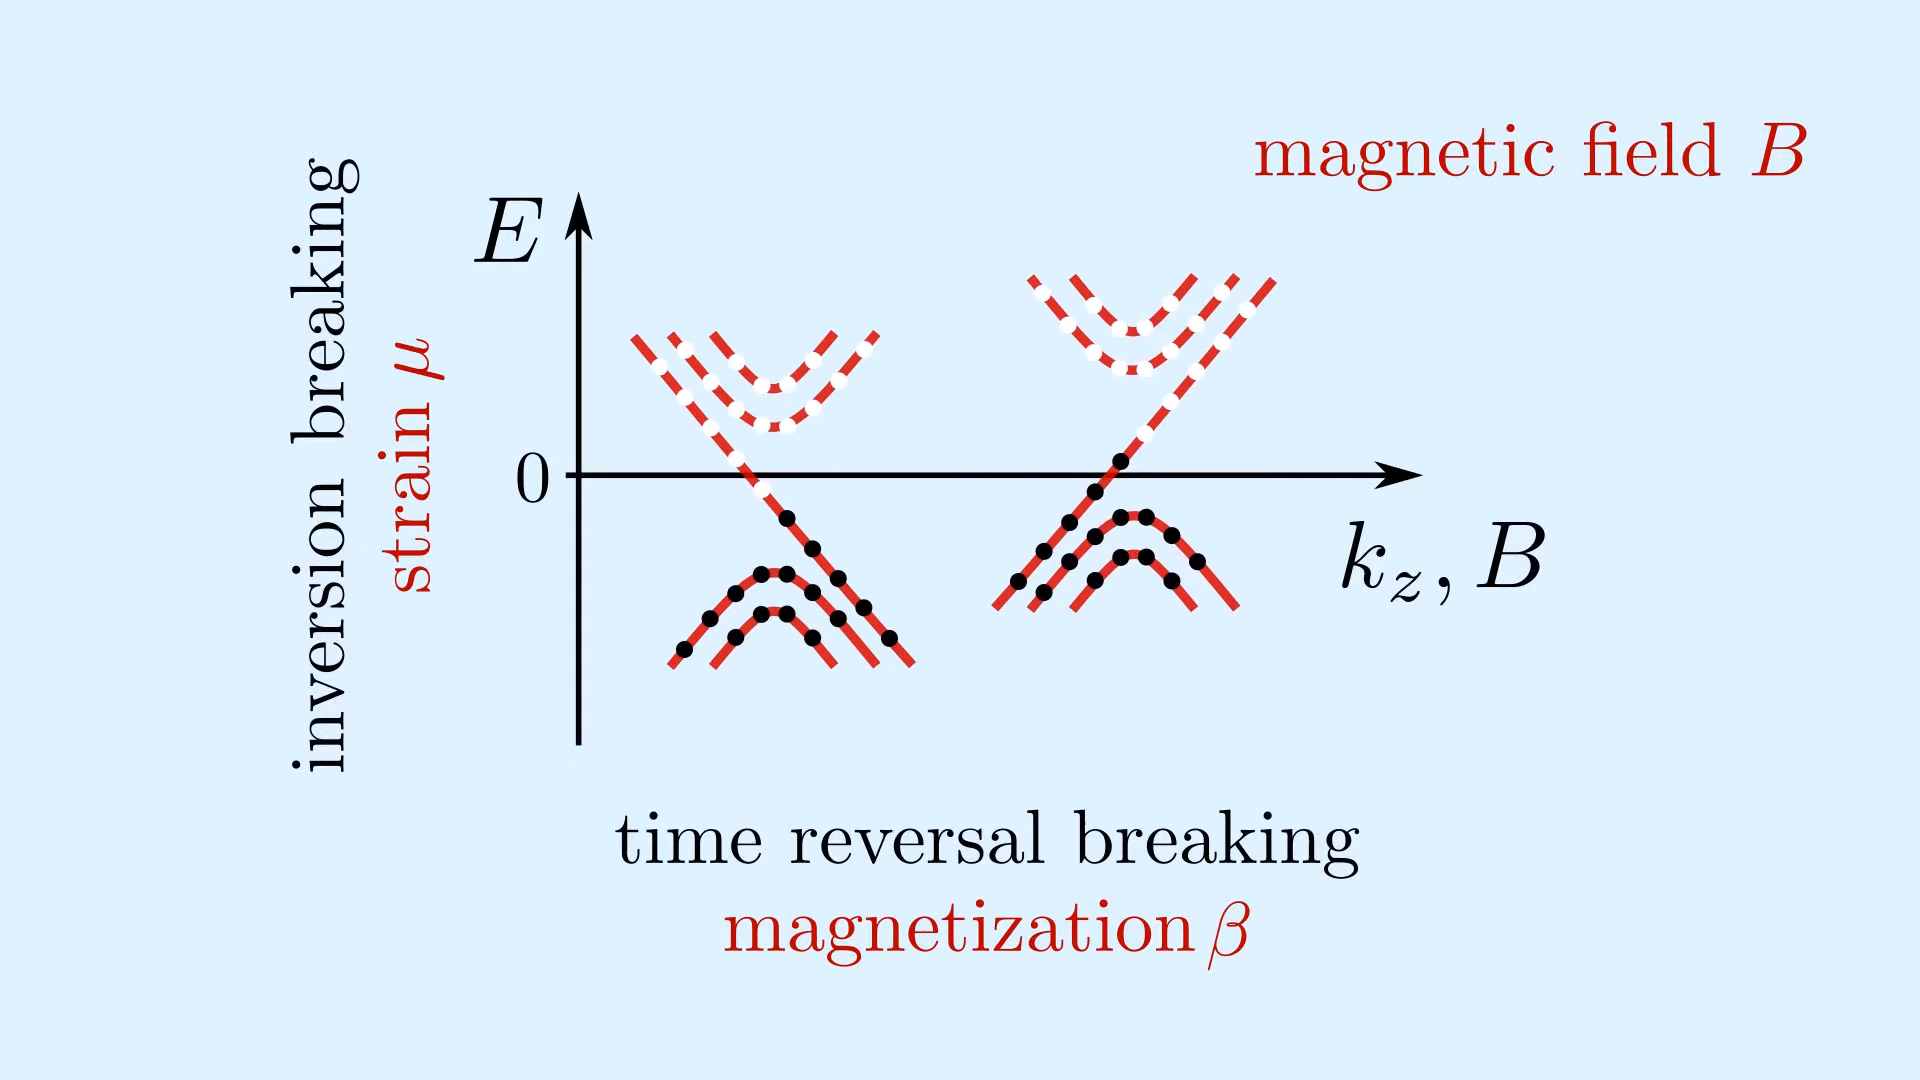 magnetic field B
inversion breaking
strain μ
E
0
k_z, B
time reversal breaking
magnetization β